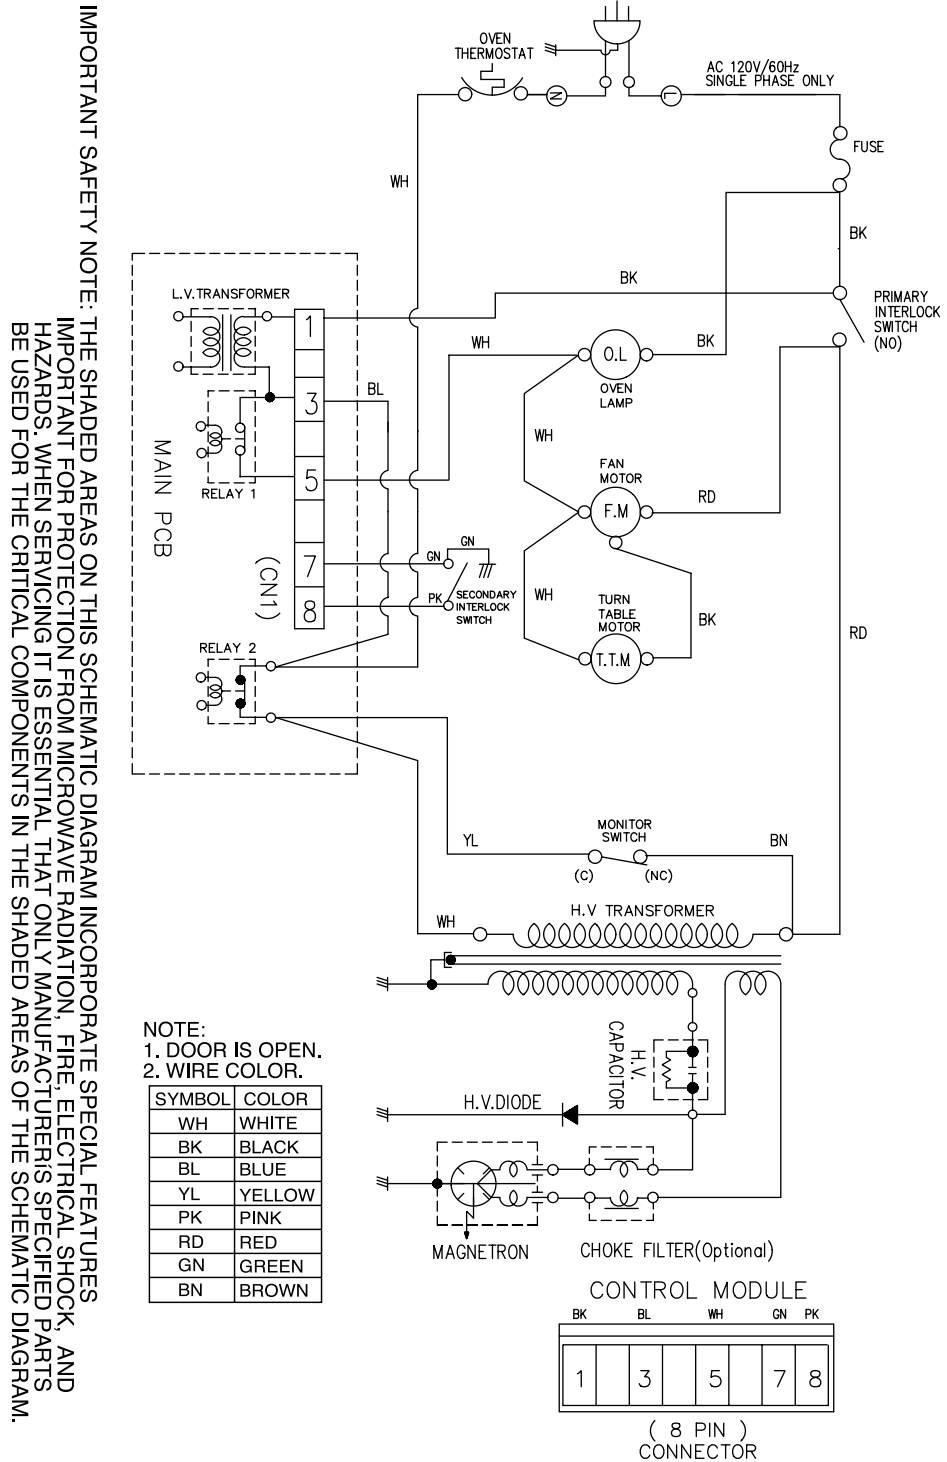 IMPORTANT SAFETY NOTE: THE SHADED AREAS ON THIS SCHEMATIC DIAGRAM INCORPORATE SPECIAL FEATURES
IMPORTANT FOR PROTECTION FROM MICROWAVE RADIATION, FIRE, ELECTRICAL SHOCK, AND
HAZARDS. WHEN SERVICING IT IS ESSENTIAL THAT ONLY MANUFACTURERÍS SPECIFIED PARTS
BE USED FOR THE CRITICAL COMPONENTS IN THE SHADED AREAS OF THE SCHEMATIC DIAGRAM.
OVEN
THERMOSTAT
N
L
AC 120V/60Hz
SINGLE PHASE ONLY
FUSE
WH
BK
BK
PRIMARY
INTERLOCK
SWITCH
(NO)
L.V.TRANSFORMER
1
3
5
7
8
(CN1)
MAIN PCB
RELAY 1
RELAY 2
BL
WH
O.L
BK
OVEN
LAMP
WH
FAN
MOTOR
F.M
RD
GN
GN
PK
SECONDARY
INTERLOCK
SWITCH
WH
TURN
TABLE
MOTOR
T.T.M
BK
RD
YL
MONITOR
SWITCH
(C)
(NC)
BN
WH
H.V TRANSFORMER
H.V.
CAPACITOR
H.V.DIODE
MAGNETRON
CHOKE FILTER(Optional)
NOTE:
1. DOOR IS OPEN.
2. WIRE COLOR.
SYMBOL COLOR
WH WHITE
BK BLACK
BL BLUE
YL YELLOW
PK PINK
RD RED
GN GREEN
BN BROWN
CONTROL MODULE
BK BL WH GN PK
1 3 5 7 8
( 8 PIN )
CONNECTOR